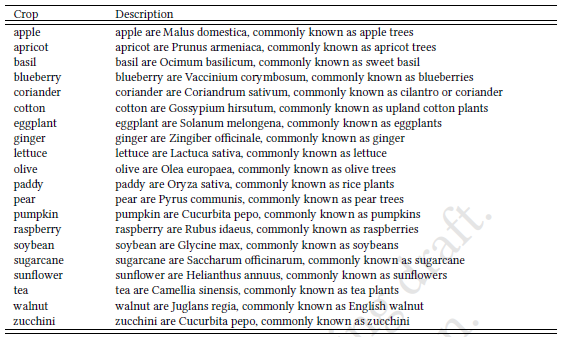 Crop Description
apple apple are Malus domestica, commonly known as apple trees
apricot apricot are Prunus armeniaca, commonly known as apricot trees
basil basil are Ocimum basilicum, commonly known as sweet basil
blueberry blueberry are Vaccinium corymbosum, commonly known as blueberries
coriander coriander are Coriandrum sativum, commonly known as cilantro or coriander
cotton cotton are Gossypium hirsutum, commonly known as upland cotton plants
eggplant eggplant are Solanum melongena, commonly known as eggplants
ginger ginger are Zingiber officinale, commonly known as ginger
lettuce lettuce are Lactuca sativa, commonly known as lettuce
olive olive are Olea europaea, commonly known as olive trees
paddy paddy are Oryza sativa, commonly known as rice plants
pear pear are Pyrus communis, commonly known as pear trees
pumpkin pumpkin are Cucurbita pepo, commonly known as pumpkins
raspberry raspberry are Rubus idaeus, commonly known as raspberries
soybean soybean are Glycine max, commonly known as soybeans
sugarcane sugarcane are Saccharum officinarum, commonly known as sugarcane
sunflower sunflower are Helianthus annuus, commonly known as sunflowers
tea tea are Camellia sinensis, commonly known as tea plants
walnut walnut are Juglans regia, commonly known as English walnut
zucchini zucchini are Cucurbita pepo, commonly known as zucchini
draft.